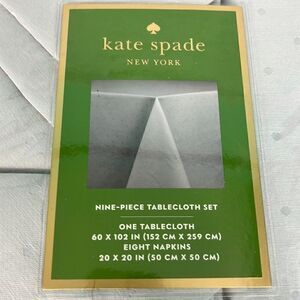 kate spade
NEW YORK
NINE-PIECE TABLECLOTH SET
ONE TABLECLOTH
60 X 102 IN (152 CM X 259 CM)
EIGHT NAPKINS
20 X 20 IN (50 CM X 50 CM)